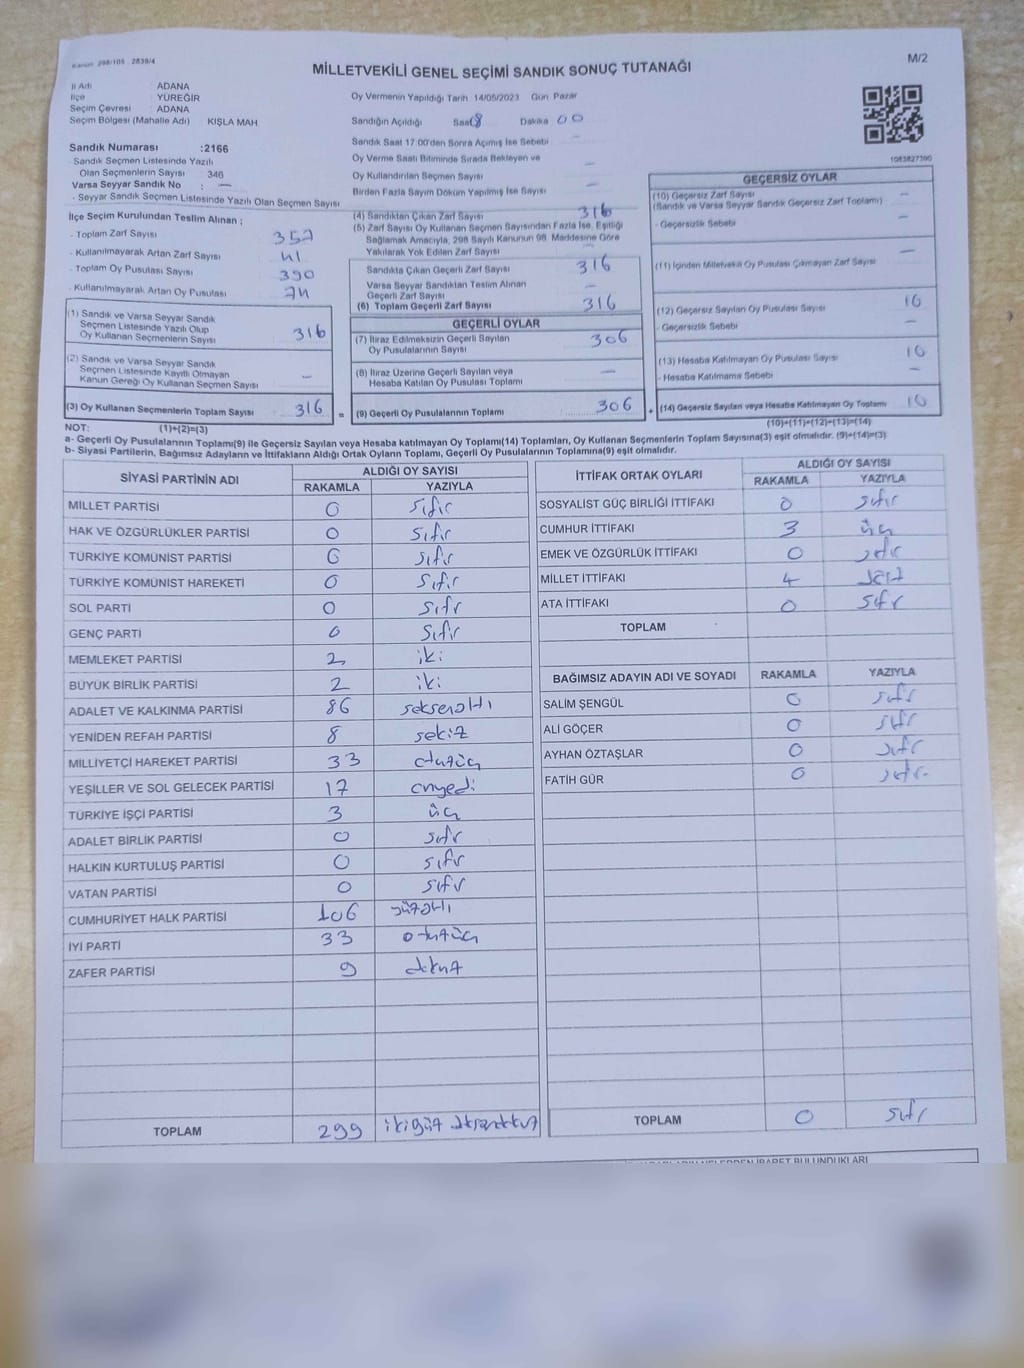 Kanun 298/105 . 2839/4
M/2
MİLLETVEKİLİ GENEL SEÇİMİ SANDIK SONUÇ TUTANAĞI
İl Adı ADANA
İlçe YÜREĞİR
Seçim Çevresi ADANA
Seçim Bölgesi (Mahalle Adı) KIŞLA MAH
Sandık Numarası :2166
Sandık Seçmen Listesinde Yazılı
Olan Seçmenlerin Sayısı 346
Varsa Seyyar Sandık No : —
- Seyyar Sandık Seçmen Listesinde Yazılı Olan Seçmen Sayısı
Oy Vermenin Yapıldığı Tarih 14/05/2023 Gün Pazar
Sandığın Açıldığı Saat 8 Dakika 00
Sandık Saat 17:00'den Sonra Açımış İse Sebebi —
Oy Verme Saati Bitiminde Sırada Bekleyen ve
Oy Kullandırılan Seçmen Sayısı —
Birden Fazla Sayım Döküm Yapılmış İse Sayısı —
1083827390
İlçe Seçim Kurulundan Teslim Alınan ;
- Toplam Zarf Sayısı 357
- Kullanılmayarak Artan Zarf Sayısı 41
- Toplam Oy Pusulası Sayısı 390
- Kullanılmayarak Artan Oy Pusulası 74
(1) Sandık ve Varsa Seyyar Sandık
Seçmen Listesinde Yazılı Olup
Oy Kullanan Seçmenlerin Sayısı 316
(2) Sandık ve Varsa Seyyar Sandık
Seçmen Listesinde Kayıtlı Olmayan
Kanun Gereği Oy Kullanan Seçmen Sayısı —
(3) Oy Kullanan Seçmenlerin Toplam Sayısı 316 =
(4) Sandıktan Çıkan Zarf Sayısı 316
(5) Zarf Sayısı Oy Kullanan Seçmen Sayısından Fazla İse, Eşitliği
Sağlamak Amacıyla, 298 Sayılı Kanunun 98. Maddesine Göre
Yakılarak Yok Edilen Zarf Sayısı
Sandıkta Çıkan Geçerli Zarf Sayısı 316
Varsa Seyyar Sandıktan Teslim Alınan
Geçerli Zarf Sayısı —
(6) Toplam Geçerli Zarf Sayısı 316
GEÇERLİ OYLAR
(7) İtiraz Edilmeksizin Geçerli Sayılan
Oy Pusulalarının Sayısı 306
(8) İtiraz Üzerine Geçerli Sayılan veya
Hesaba Katılan Oy Pusulası Toplamı —
(9) Geçerli Oy Pusulalarının Toplamı 306 +
GEÇERSİZ OYLAR
(10) Geçersiz Zarf Sayısı —
(Sandık ve Varsa Seyyar Sandık Geçersiz Zarf Toplamı)
- Geçersizlik Sebebi —
(11) İçinden Milletvekili Oy Pusulası Çıkmayan Zarf Sayısı —
(12) Geçersiz Sayılan Oy Pusulası Sayısı 10
- Geçersizlik Sebebi —
(13) Hesaba Katılmayan Oy Pusulası Sayısı 10
- Hesaba Katılmama Sebebi —
(14) Geçersiz Sayılan veya Hesaba Katılmayan Oy Toplamı 10
NOT: (1)+(2)=(3) (10)+(11)+(12)+(13)=(14)
a- Geçerli Oy Pusulalarının Toplamı(9) ile Geçersiz Sayılan veya Hesaba katılmayan Oy Toplamı(14) Toplamları, Oy Kullanan Seçmenlerin Toplam Sayısına(3) eşit olmalıdır. (9)+(14)=(3)
b- Siyasi Partilerin, Bağımsız Adayların ve İttifakların Aldığı Ortak Oyların Toplamı, Geçerli Oy Pusulalarının Toplamına(9) eşit olmalıdır.
SİYASİ PARTİNİN ADI ALDIĞI OY SAYISI
RAKAMLA YAZIYLA
MİLLET PARTİSİ 0 sıfır
HAK VE ÖZGÜRLÜKLER PARTİSİ 0 sıfır
TÜRKİYE KOMÜNİST PARTİSİ 0 sıfır
TÜRKİYE KOMÜNİST HAREKETİ 0 sıfır
SOL PARTİ 0 sıfır
GENÇ PARTİ 0 sıfır
MEMLEKET PARTİSİ 2 iki
BÜYÜK BİRLİK PARTİSİ 2 iki
ADALET VE KALKINMA PARTİSİ 86 seksenaltı
YENİDEN REFAH PARTİSİ 8 sekiz
MİLLİYETÇİ HAREKET PARTİSİ 33 otuzüç
YEŞİLLER VE SOL GELECEK PARTİSİ 17 onyedi
TÜRKİYE İŞÇİ PARTİSİ 3 üç
ADALET BİRLİK PARTİSİ 0 sıfır
HALKIN KURTULUŞ PARTİSİ 0 sıfır
VATAN PARTİSİ 0 sıfır
CUMHURİYET HALK PARTİSİ 106 yüzaltı
İYİ PARTİ 33 otuzüç
ZAFER PARTİSİ 9 dokuz
TOPLAM 299 ikiyüz doksandokuz
İTTİFAK ORTAK OYLARI ALDIĞI OY SAYISI
RAKAMLA YAZIYLA
SOSYALİST GÜÇ BİRLİĞİ İTTİFAKI 0 sıfır
CUMHUR İTTİFAKI 3 üç
EMEK VE ÖZGÜRLÜK İTTİFAKI 0 sıfır
MİLLET İTTİFAKI 4 dört
ATA İTTİFAKI 0 sıfır
TOPLAM
BAĞIMSIZ ADAYIN ADI VE SOYADI RAKAMLA YAZIYLA
SALİM ŞENGÜL 0 sıfır
ALİ GÖÇER 0 sıfır
AYHAN ÖZTAŞLAR 0 sıfır
FATİH GÜR 0 sıfır
TOPLAM 0 sıfır